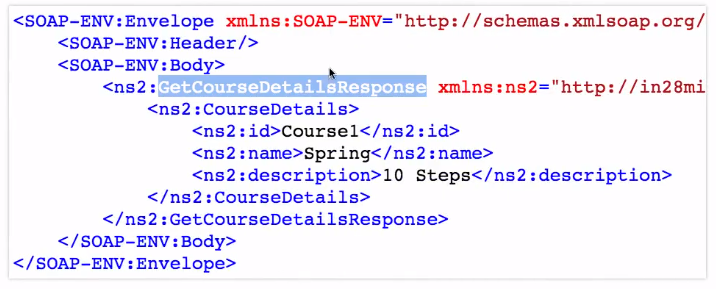 <SOAP-ENV:Envelope xmlns:SOAP-ENV="http://schemas.xmlsoap.org/
<SOAP-ENV:Header/>
<SOAP-ENV:Body>
<ns2:GetCourseDetailsResponse xmlns:ns2="http://in28mi
<ns2:CourseDetails>
<ns2:id>Course1</ns2:id>
<ns2:name>Spring</ns2:name>
<ns2:description>10 Steps</ns2:description>
</ns2:CourseDetails>
</ns2:GetCourseDetailsResponse>
</SOAP-ENV:Body>
</SOAP-ENV:Envelope>